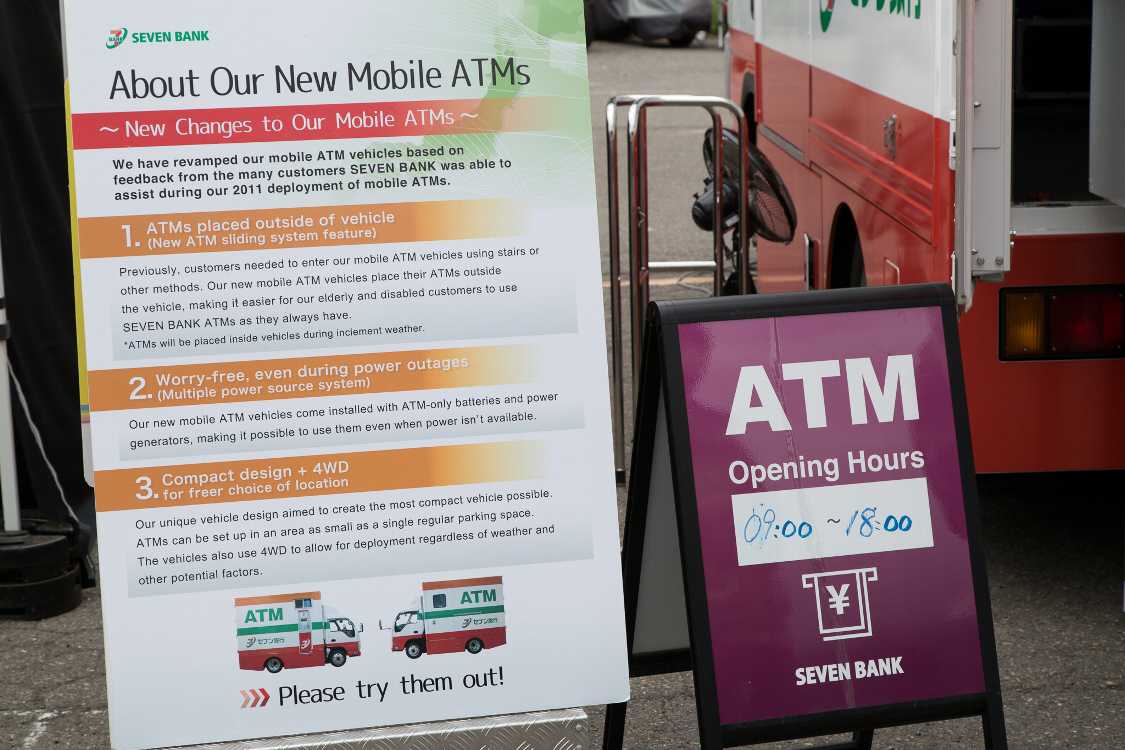 SEVEN BANK
About Our New Mobile ATMs
～ New Changes to Our Mobile ATMs ～
We have revamped our mobile ATM vehicles based on
feedback from the many customers SEVEN BANK was able to
assist during our 2011 deployment of mobile ATMs.
1. ATMs placed outside of vehicle
(New ATM sliding system feature)
Previously, customers needed to enter our mobile ATM vehicles using stairs or
other methods. Our new mobile ATM vehicles place their ATMs outside
the vehicle, making it easier for our elderly and disabled customers to use
SEVEN BANK ATMs as they always have.
*ATMs will be placed inside vehicles during inclement weather.
2. Worry-free, even during power outages
(Multiple power source system)
Our new mobile ATM vehicles come installed with ATM-only batteries and power
generators, making it possible to use them even when power isn't available.
3. Compact design + 4WD
for freer choice of location
Our unique vehicle design aimed to create the most compact vehicle possible.
ATMs can be set up in an area as small as a single regular parking space.
The vehicles also use 4WD to allow for deployment regardless of weather and
other potential factors.
ATM
セブン銀行
ATM
セブン銀行
Please try them out!
ATM
Opening Hours
09:00 ~ 18:00
¥
SEVEN BANK